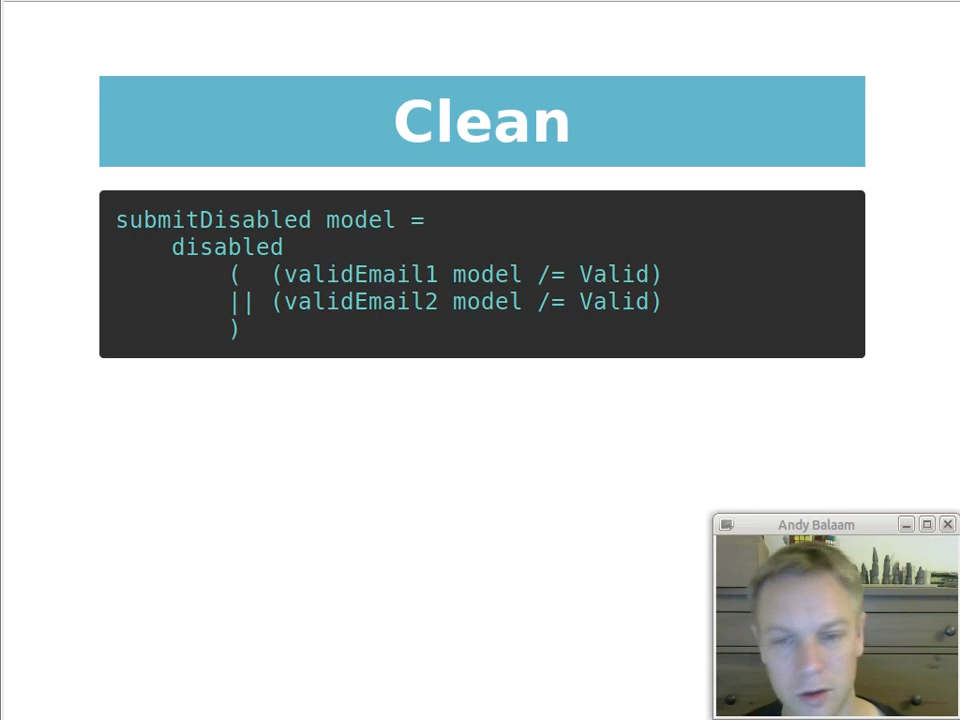 Clean
submitDisabled model =
    disabled
        (  (validEmail1 model /= Valid)
        || (validEmail2 model /= Valid)
        )
Andy Balaam